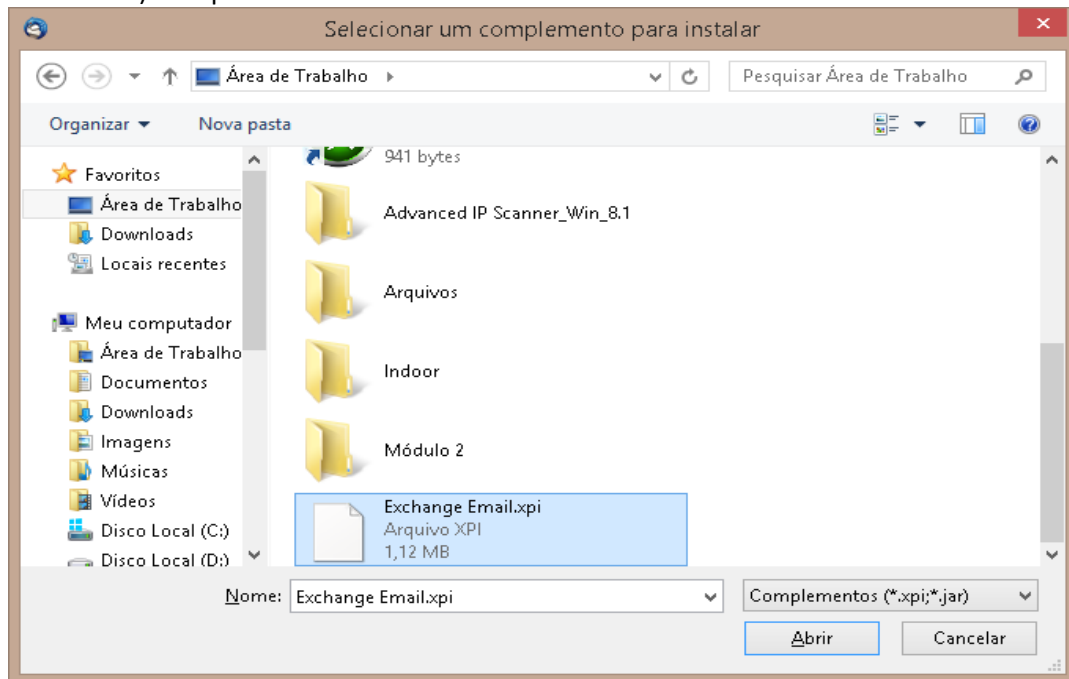 Selecionar um complemento para instalar
Área de Trabalho
Pesquisar Área de Trabalho
Organizar
Nova pasta
Favoritos
Área de Trabalho
Downloads
Locais recentes
Meu computador
Área de Trabalho
Documentos
Downloads
Imagens
Músicas
Vídeos
Disco Local (C:)
Disco Local (D:)
941 bytes
Advanced IP Scanner_Win_8.1
Arquivos
Indoor
Módulo 2
Exchange Email.xpi
Arquivo XPI
1,12 MB
Nome: Exchange Email.xpi
Complementos (*.xpi;*.jar)
Abrir
Cancelar